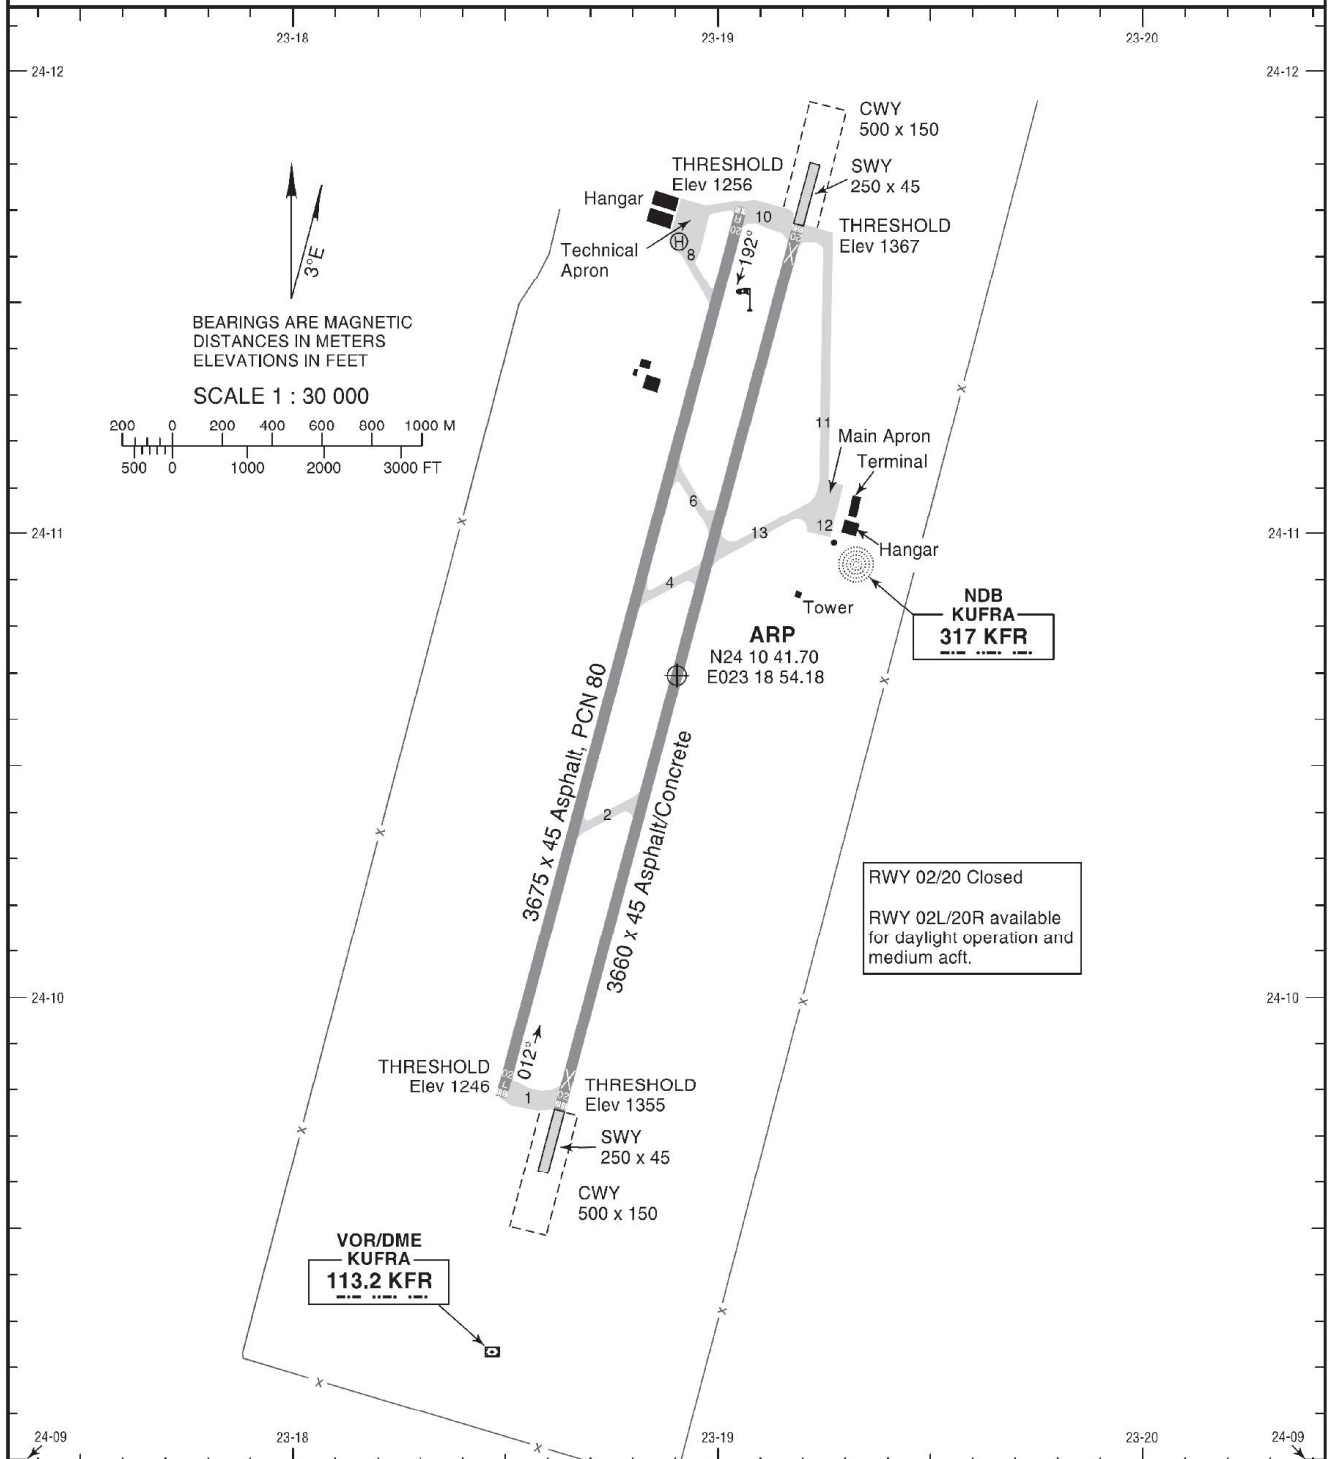 23-18
23-19
23-20
24-12
24-12
CWY
500 x 150
THRESHOLD
Elev 1256
SWY
250 x 45
Hangar
10
THRESHOLD
Elev 1367
Technical
Apron
H
8
192°
3°E
BEARINGS ARE MAGNETIC
DISTANCES IN METERS
ELEVATIONS IN FEET
SCALE 1 : 30 000
200 0 200 400 600 800 1000 M
500 0 1000 2000 3000 FT
11
Main Apron
Terminal
6
13
12
24-11
24-11
Hangar
4
NDB
KUFRA
317 KFR
Tower
ARP
N24 10 41.70
E023 18 54.18
3675 x 45 Asphalt, PCN 80
3660 x 45 Asphalt/Concrete
2
RWY 02/20 Closed
RWY 02L/20R available
for daylight operation and
medium acft.
24-10
24-10
012°
THRESHOLD
Elev 1246
02
L
1
02
THRESHOLD
Elev 1355
SWY
250 x 45
CWY
500 x 150
VOR/DME
KUFRA
113.2 KFR
24-09
23-18
23-19
23-20
24-09